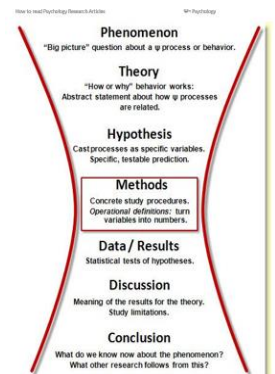 How to read Psychology Research Articles
Ψ= Psychology
Phenomenon
"Big picture" question about a ψ process or behavior.
Theory
"How or why" behavior works:
Abstract statement about how ψ processes
are related.
Hypothesis
Cast processes as specific variables.
Specific, testable prediction.
Methods
Concrete study procedures.
Operational definitions: turn
variables into numbers.
Data / Results
Statistical tests of hypotheses.
Discussion
Meaning of the results for the theory.
Study limitations.
Conclusion
What do we know now about the phenomenon?
What other research follows from this?